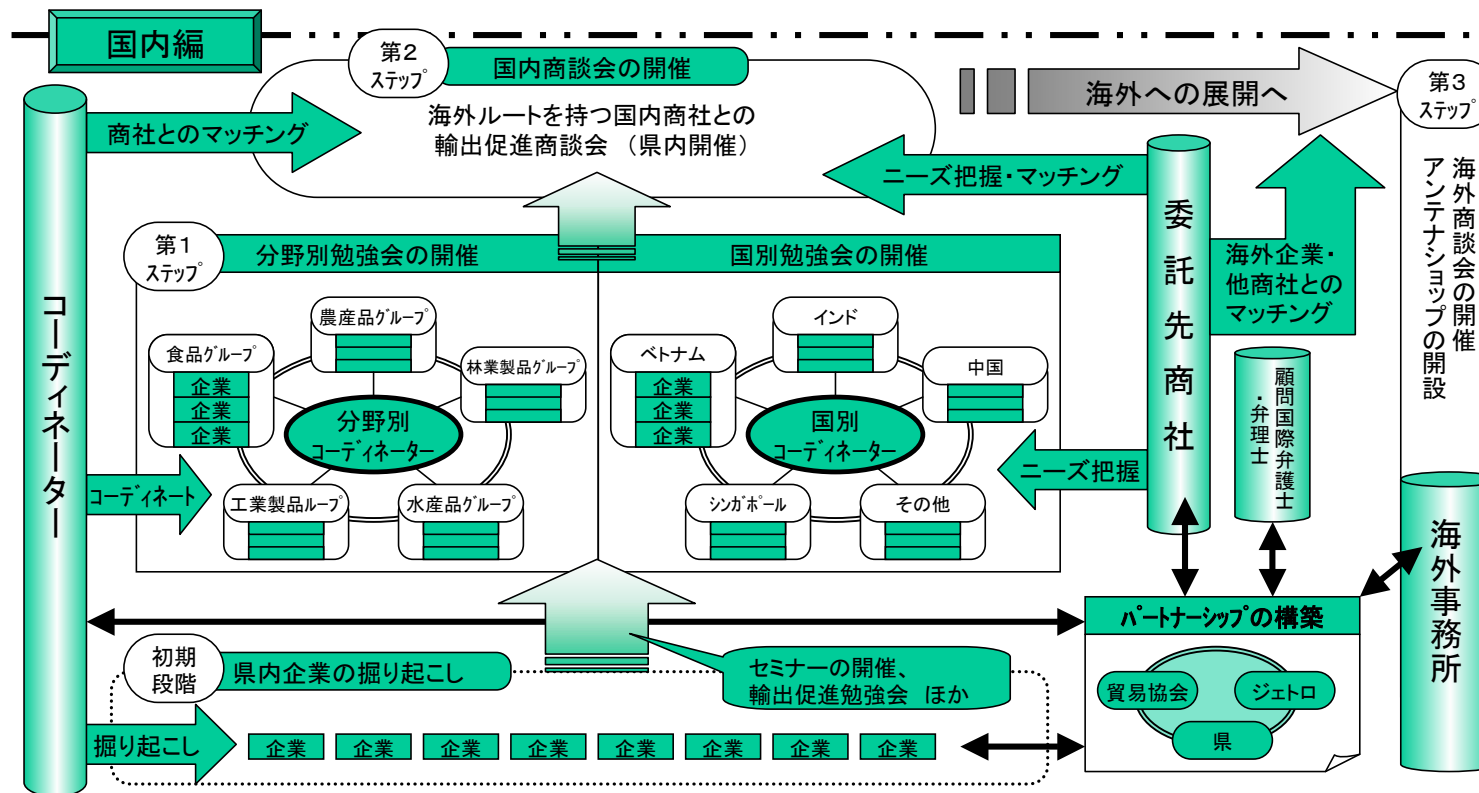 国内編
第2
ステップ
国内商談会の開催
海外ルートを持つ国内商社との
輸出促進商談会 (県内開催)
海外への展開へ
第3
ステップ
海外商談会の開催
アンテナショップの開設
商社とのマッチング
ニーズ把握・マッチング
コーディネーター
委託先商社
海外企業・
他商社との
マッチング
第1
ステップ
分野別勉強会の開催
国別勉強会の開催
農産品グループ
食品グループ
企業
企業
企業
林業製品グループ
分野別
コーディネーター
工業製品ループ
水産品グループ
インド
ベトナム
企業
企業
企業
中国
国別
コーディネーター
シンガポール
その他
コーディネート
ニーズ把握
顧問国際弁護士
・弁理士
海外事務所
パートナーシップの構築
貿易協会
ジェトロ
県
初期
段階
県内企業の掘り起こし
セミナーの開催、
輸出促進勉強会 ほか
掘り起こし
企業 企業 企業 企業 企業 企業 企業 企業